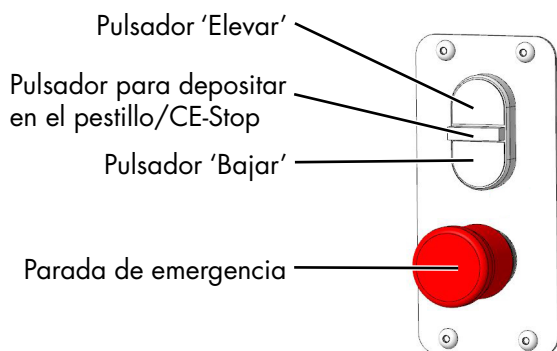 Pulsador ‘Elevar’
Pulsador para depositar
en el pestillo/CE-Stop
Pulsador ‘Bajar’
Parada de emergencia